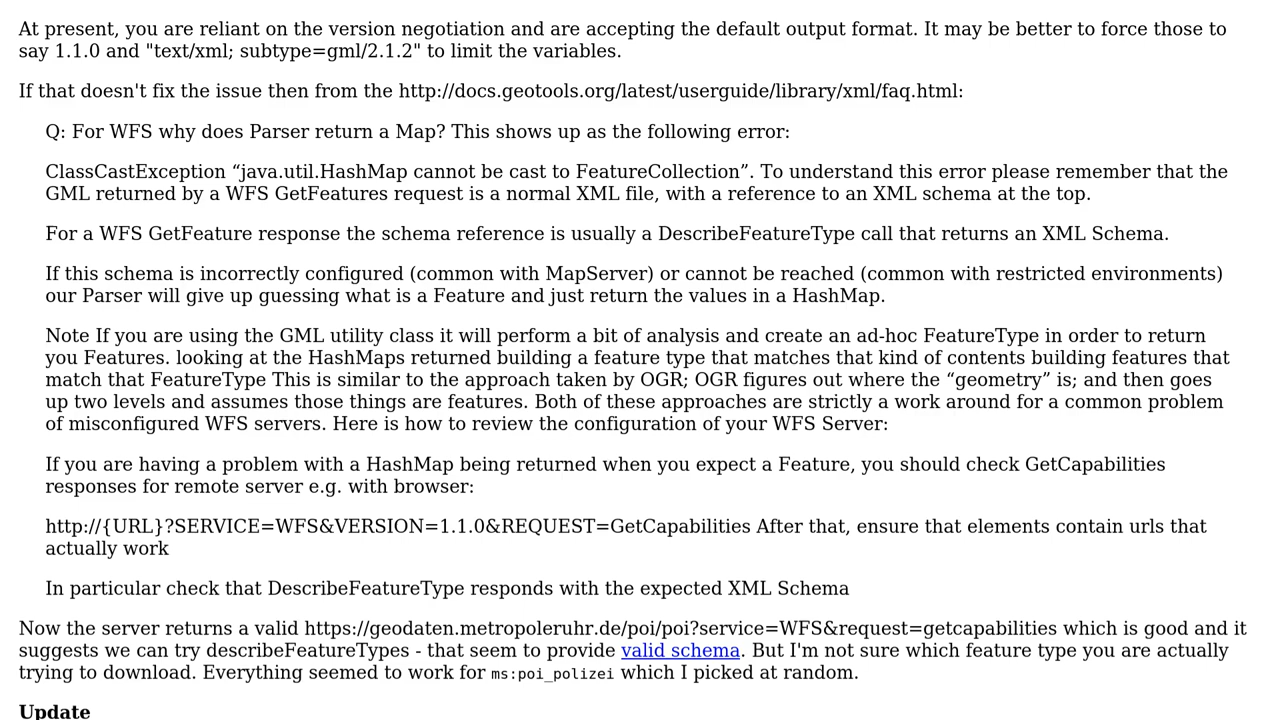 At present, you are reliant on the version negotiation and are accepting the default output format. It may be better to force those to
say 1.1.0 and "text/xml; subtype=gml/2.1.2" to limit the variables.
If that doesn't fix the issue then from the http://docs.geotools.org/latest/userguide/library/xml/faq.html:
Q: For WFS why does Parser return a Map? This shows up as the following error:
ClassCastException “java.util.HashMap cannot be cast to FeatureCollection”. To understand this error please remember that the
GML returned by a WFS GetFeatures request is a normal XML file, with a reference to an XML schema at the top.
For a WFS GetFeature response the schema reference is usually a DescribeFeatureType call that returns an XML Schema.
If this schema is incorrectly configured (common with MapServer) or cannot be reached (common with restricted environments)
our Parser will give up guessing what is a Feature and just return the values in a HashMap.
Note If you are using the GML utility class it will perform a bit of analysis and create an ad-hoc FeatureType in order to return
you Features. looking at the HashMaps returned building a feature type that matches that kind of contents building features that
match that FeatureType This is similar to the approach taken by OGR; OGR figures out where the “geometry” is; and then goes
up two levels and assumes those things are features. Both of these approaches are strictly a work around for a common problem
of misconfigured WFS servers. Here is how to review the configuration of your WFS Server:
If you are having a problem with a HashMap being returned when you expect a Feature, you should check GetCapabilities
responses for remote server e.g. with browser:
http://{URL}?SERVICE=WFS&VERSION=1.1.0&REQUEST=GetCapabilities After that, ensure that elements contain urls that
actually work
In particular check that DescribeFeatureType responds with the expected XML Schema
Now the server returns a valid https://geodaten.metropoleruhr.de/poi/poi?service=WFS&request=getcapabilities which is good and it
suggests we can try describeFeatureTypes - that seem to provide valid schema. But I'm not sure which feature type you are actually
trying to download. Everything seemed to work for ms:poi_polizei which I picked at random.
Update